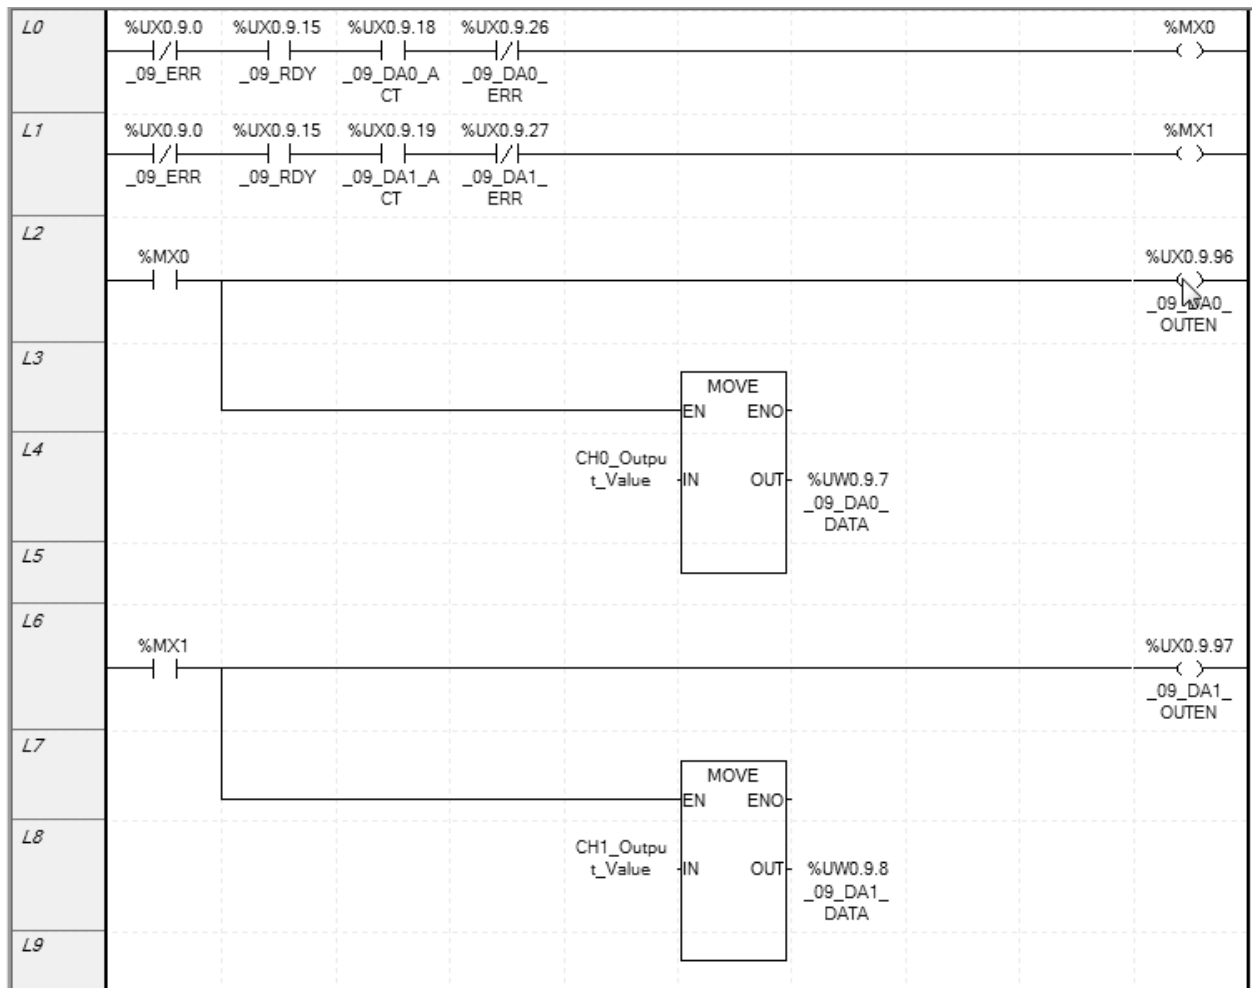 L0
%UX0.9.0 %UX0.9.15 %UX0.9.18 %UX0.9.26 %MX0
_09_ERR _09_RDY _09_DA0_A _09_DA0_
CT ERR
L1
%UX0.9.0 %UX0.9.15 %UX0.9.19 %UX0.9.27 %MX1
_09_ERR _09_RDY _09_DA1_A _09_DA1_
CT ERR
L2
%MX0 %UX0.9.96
_09_DA0_
OUTEN
L3
MOVE
EN ENO
L4
CH0_Outpu
t_Value IN OUT %UW0.9.7
_09_DA0_
DATA
L5
L6
%MX1 %UX0.9.97
_09_DA1_
OUTEN
L7
MOVE
EN ENO
L8
CH1_Outpu
t_Value IN OUT %UW0.9.8
_09_DA1_
DATA
L9